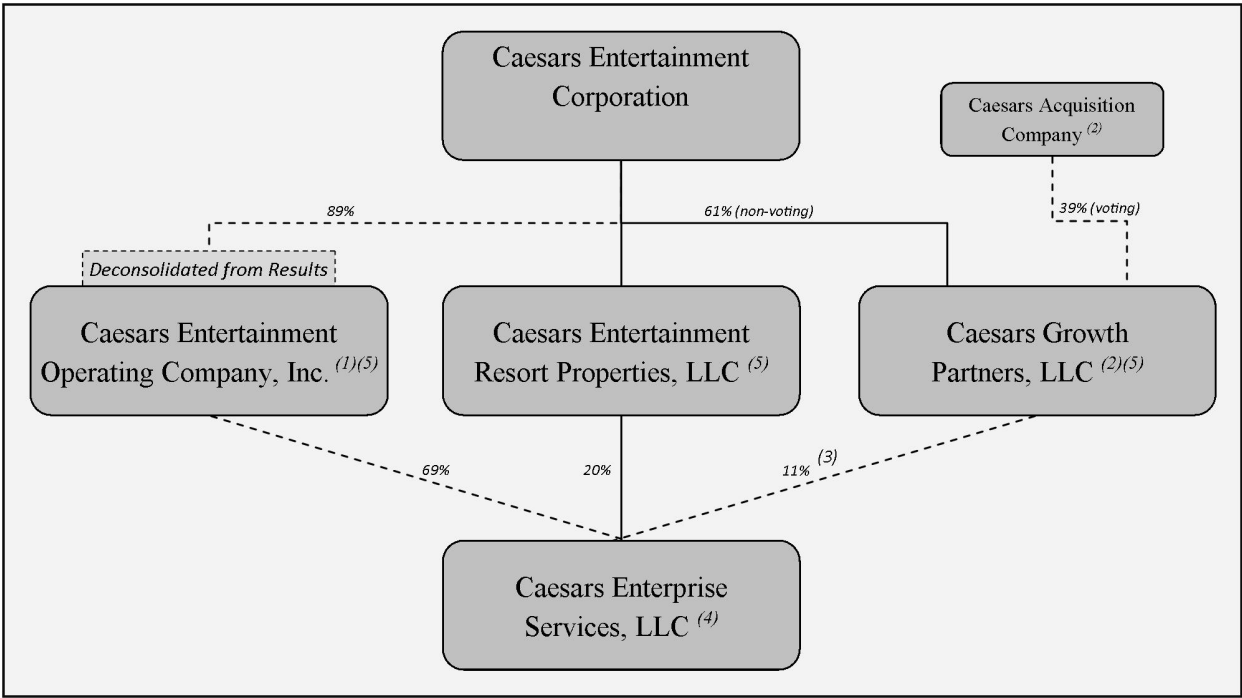 Caesars Entertainment
Corporation
Caesars Acquisition
Company (2)
89%
61% (non-voting)
39% (voting)
Deconsolidated from Results
Caesars Entertainment
Operating Company, Inc. (1)(5)
Caesars Entertainment
Resort Properties, LLC (5)
Caesars Growth
Partners, LLC (2)(5)
69%
20%
11% (3)
Caesars Enterprise
Services, LLC (4)